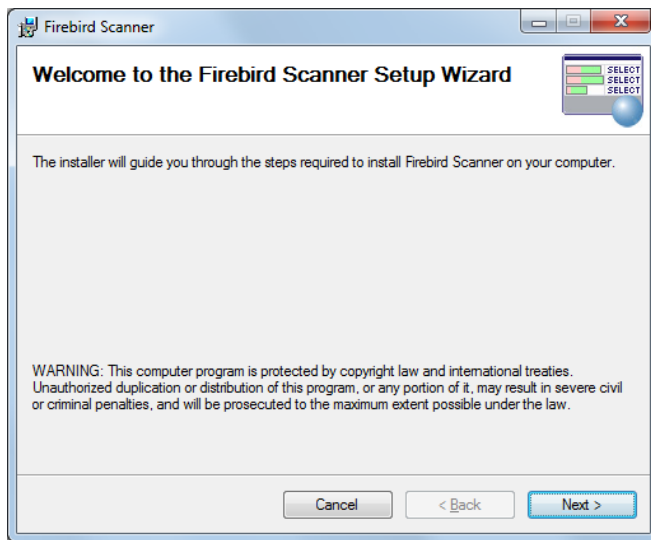 Firebird Scanner
Welcome to the Firebird Scanner Setup Wizard
SELECT
SELECT
SELECT
The installer will guide you through the steps required to install Firebird Scanner on your computer.
WARNING: This computer program is protected by copyright law and international treaties.
Unauthorized duplication or distribution of this program, or any portion of it, may result in severe civil
or criminal penalties, and will be prosecuted to the maximum extent possible under the law.
Cancel
< Back
Next >